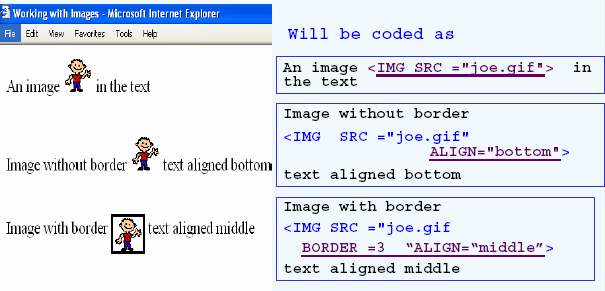 Working with Images - Microsoft Internet Explorer
File Edit View Favorites Tools Help
An image in the text
Image without border text aligned bottom
Image with border text aligned middle
Will be coded as
An image <IMG SRC ="joe.gif"> in
the text
Image without border
<IMG SRC ="joe.gif"
ALIGN="bottom">
text aligned bottom
Image with border
<IMG SRC ="joe.gif
BORDER =3 “ALIGN=“middle”>
text aligned middle